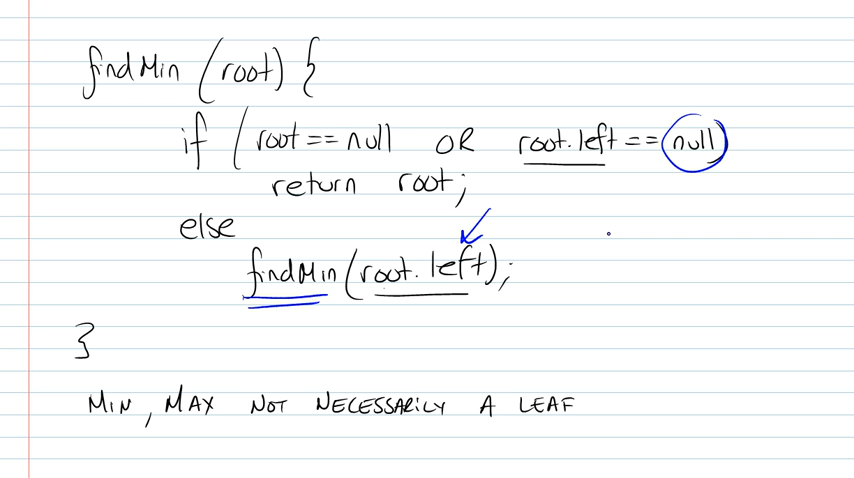 findMin (root) {
if (root == null OR root.left == null)
return root;
else
findMin(root.left);
}
MIN, MAX NOT NECESSARILY A LEAF